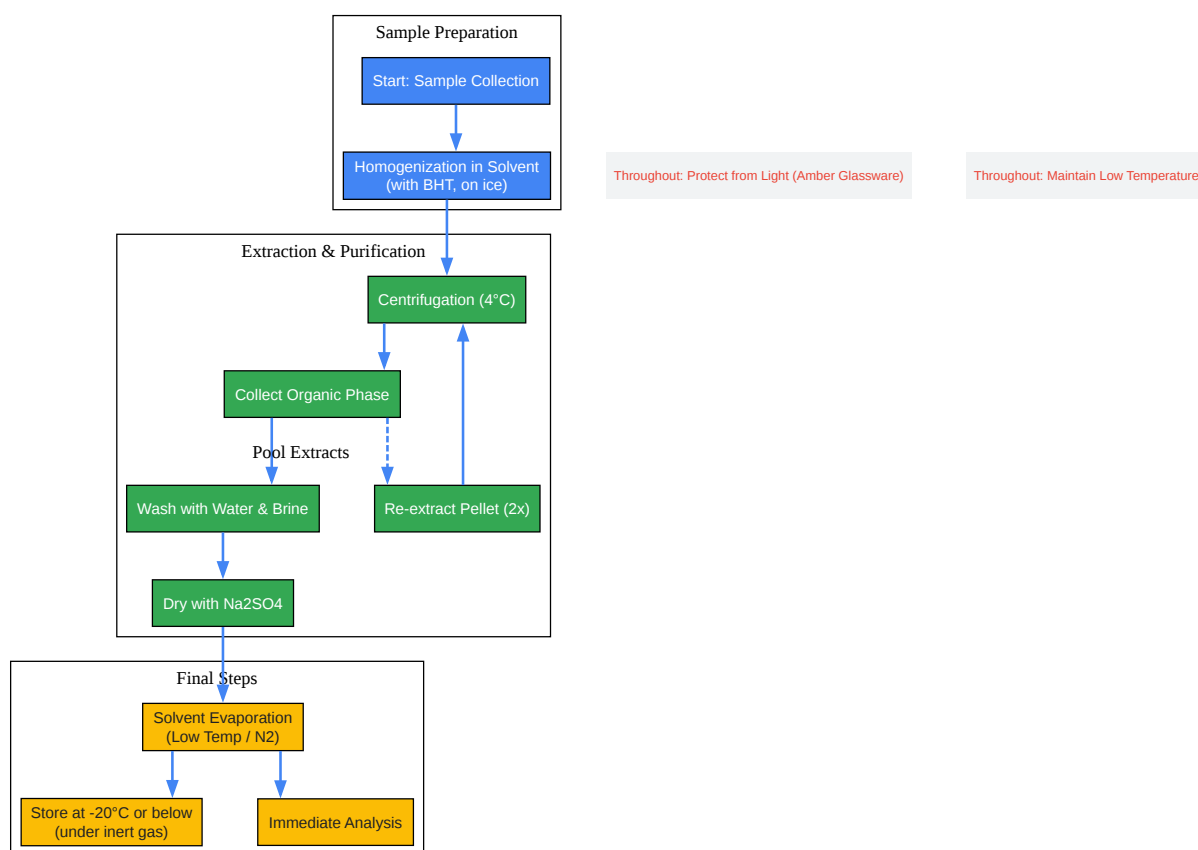 Sample Preparation
Start: Sample Collection
Homogenization in Solvent
(with BHT, on ice)
Throughout: Protect from Light (Amber Glassware)
Throughout: Maintain Low Temperature
Extraction & Purification
Centrifugation (4°C)
Collect Organic Phase
Pool Extracts
Wash with Water & Brine
Re-extract Pellet (2x)
Dry with Na2SO4
Final Steps
Solvent Evaporation
(Low Temp / N2)
Store at -20°C or below
(under inert gas)
Immediate Analysis